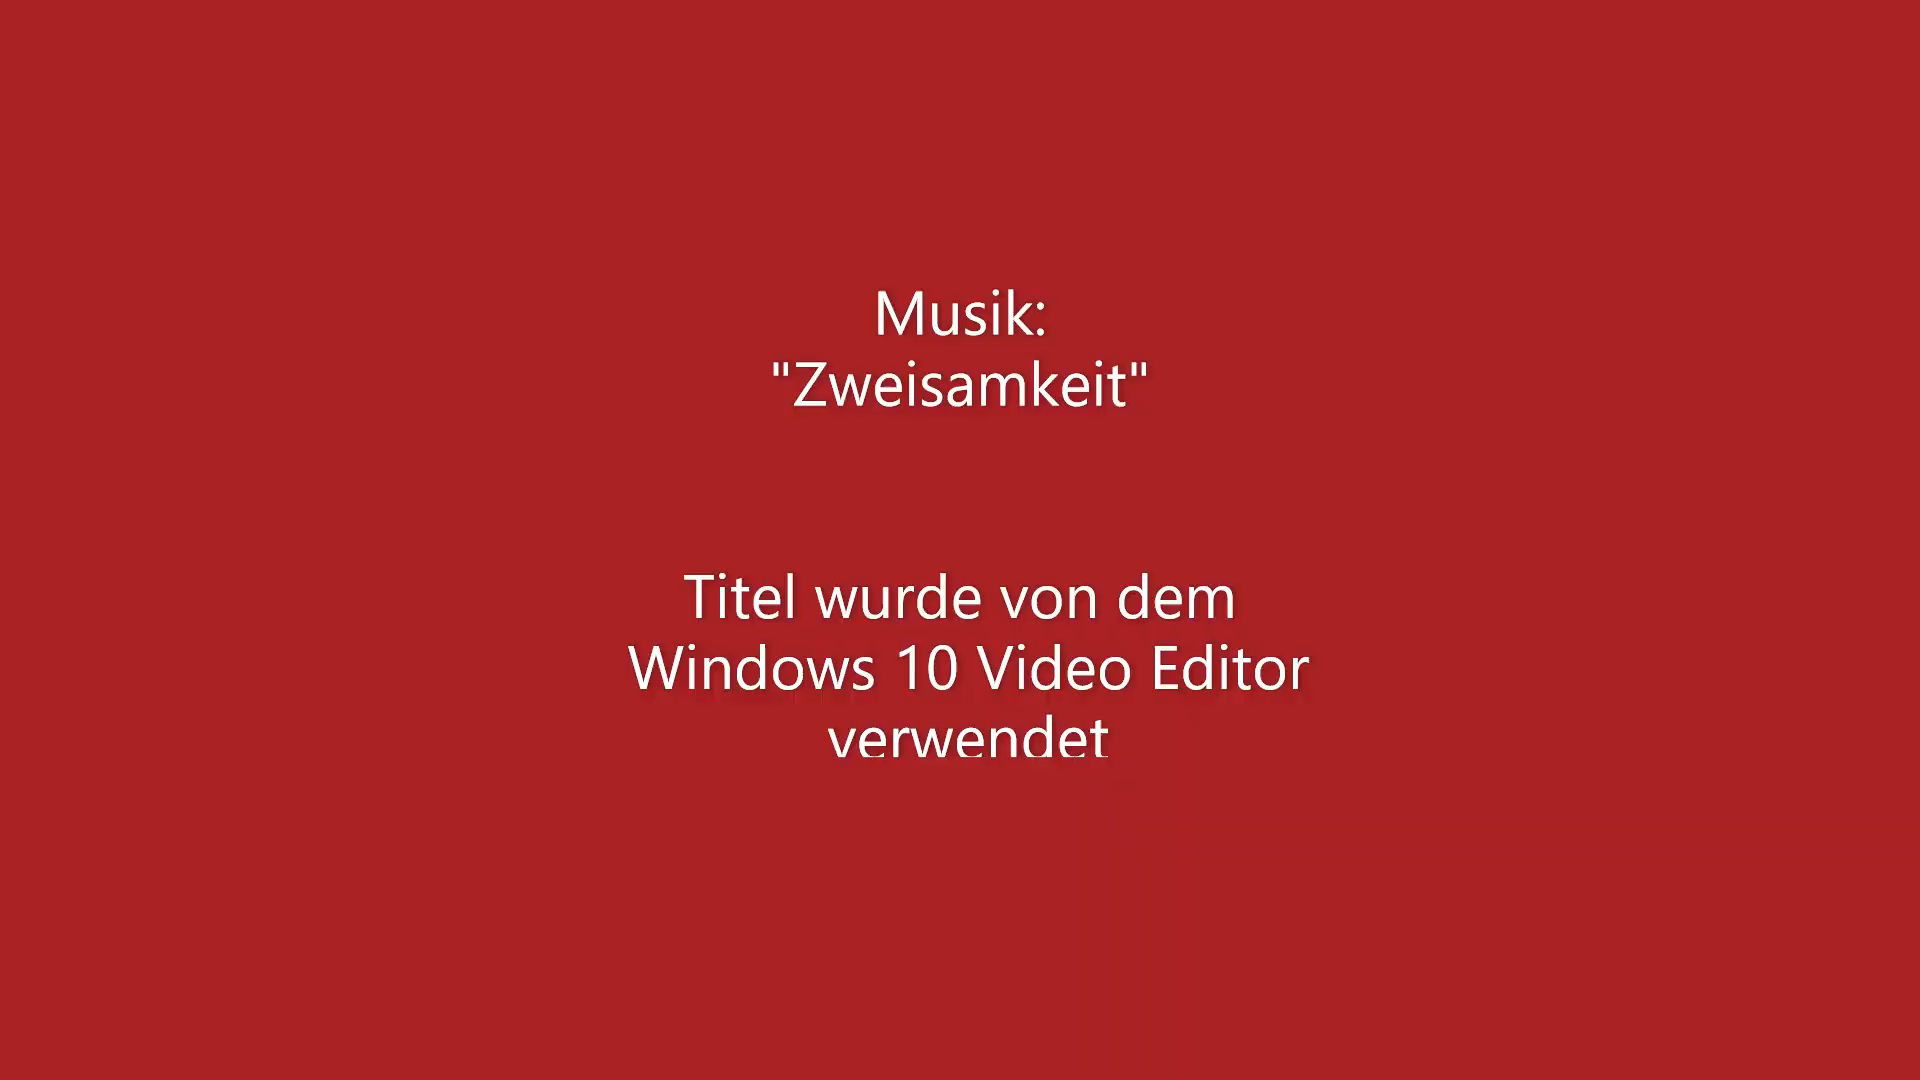 Musik:
"Zweisamkeit"
Titel wurde von dem
Windows 10 Video Editor
verwendet